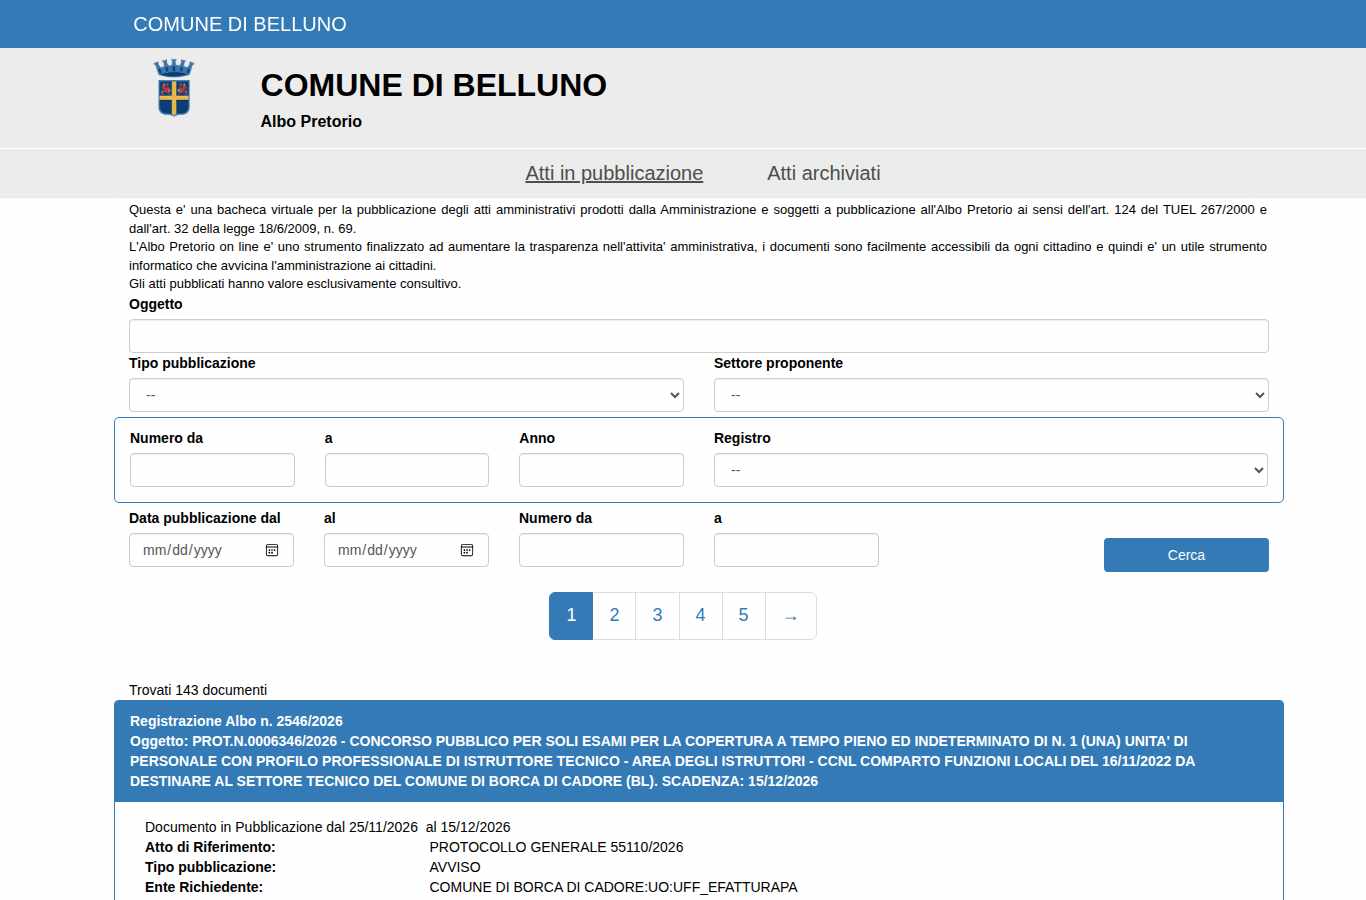 COMUNE DI BELLUNO
COMUNE DI BELLUNO
Albo Pretorio
Atti in pubblicazione Atti archiviati
Questa e' una bacheca virtuale per la pubblicazione degli atti amministrativi prodotti dalla Amministrazione e soggetti a pubblicazione all'Albo Pretorio ai sensi dell'art. 124 del TUEL 267/2000 e
dall'art. 32 della legge 18/6/2009, n. 69.
L'Albo Pretorio on line e' uno strumento finalizzato ad aumentare la trasparenza nell'attivita' amministrativa, i documenti sono facilmente accessibili da ogni cittadino e quindi e' un utile strumento
informatico che avvicina l'amministrazione ai cittadini.
Gli atti pubblicati hanno valore esclusivamente consultivo.
Oggetto
Tipo pubblicazione Settore proponente
-- --
Numero da a Anno Registro
--
Data pubblicazione dal al Numero da a
mm/dd/yyyy mm/dd/yyyy Cerca
1 2 3 4 5 →
Trovati 143 documenti
Registrazione Albo n. 2546/2026
Oggetto: PROT.N.0006346/2026 - CONCORSO PUBBLICO PER SOLI ESAMI PER LA COPERTURA A TEMPO PIENO ED INDETERMINATO DI N. 1 (UNA) UNITA' DI
PERSONALE CON PROFILO PROFESSIONALE DI ISTRUTTORE TECNICO - AREA DEGLI ISTRUTTORI - CCNL COMPARTO FUNZIONI LOCALI DEL 16/11/2022 DA
DESTINARE AL SETTORE TECNICO DEL COMUNE DI BORCA DI CADORE (BL). SCADENZA: 15/12/2026
Documento in Pubblicazione dal 25/11/2026 al 15/12/2026
Atto di Riferimento: PROTOCOLLO GENERALE 55110/2026
Tipo pubblicazione: AVVISO
Ente Richiedente: COMUNE DI BORCA DI CADORE:UO:UFF_EFATTURAPA